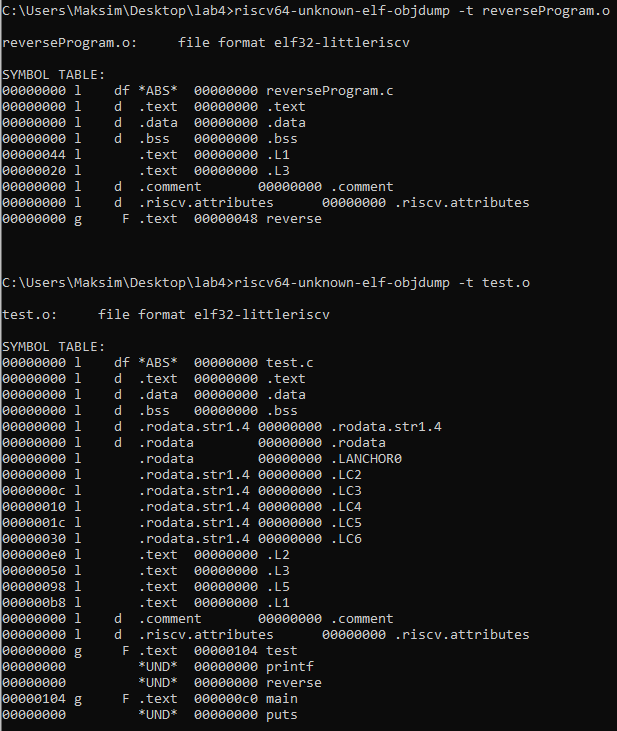 C:\Users\Maksim\Desktop\lab4>riscv64-unknown-elf-objdump -t reverseProgram.o
reverseProgram.o:     file format elf32-littleriscv
SYMBOL TABLE:
00000000 l    df *ABS*  00000000 reverseProgram.c
00000000 l    d  .text  00000000 .text
00000000 l    d  .data  00000000 .data
00000000 l    d  .bss   00000000 .bss
00000044 l       .text  00000000 .L1
00000020 l       .text  00000000 .L3
00000000 l    d  .comment       00000000 .comment
00000000 l    d  .riscv.attributes      00000000 .riscv.attributes
00000000 g     F .text  00000048 reverse
C:\Users\Maksim\Desktop\lab4>riscv64-unknown-elf-objdump -t test.o
test.o:     file format elf32-littleriscv
SYMBOL TABLE:
00000000 l    df *ABS*  00000000 test.c
00000000 l    d  .text  00000000 .text
00000000 l    d  .data  00000000 .data
00000000 l    d  .bss   00000000 .bss
00000000 l    d  .rodata.str1.4 00000000 .rodata.str1.4
00000000 l    d  .rodata        00000000 .rodata
00000000 l       .rodata        00000000 .LANCHOR0
00000000 l       .rodata.str1.4 00000000 .LC2
0000000c l       .rodata.str1.4 00000000 .LC3
00000010 l       .rodata.str1.4 00000000 .LC4
0000001c l       .rodata.str1.4 00000000 .LC5
00000030 l       .rodata.str1.4 00000000 .LC6
000000e0 l       .text  00000000 .L2
00000050 l       .text  00000000 .L3
00000098 l       .text  00000000 .L5
000000b8 l       .text  00000000 .L1
00000000 l    d  .comment       00000000 .comment
00000000 l    d  .riscv.attributes      00000000 .riscv.attributes
00000000 g     F .text  00000104 test
00000000         *UND*  00000000 printf
00000000         *UND*  00000000 reverse
00000104 g     F .text  000000c0 main
00000000         *UND*  00000000 puts